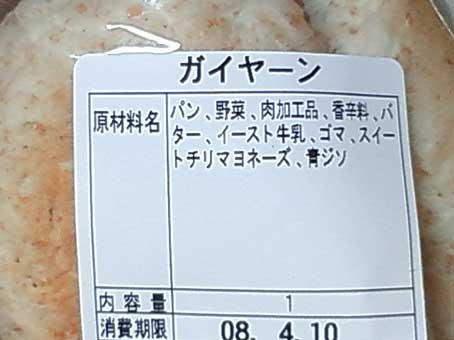 ガイヤーン
原材料名
パン、野菜、肉加工品、香辛料、バ
ター、イースト牛乳、ゴマ、スイー
トチリマヨネーズ、青ジソ
内容量 1
消費期限 08. 4.10